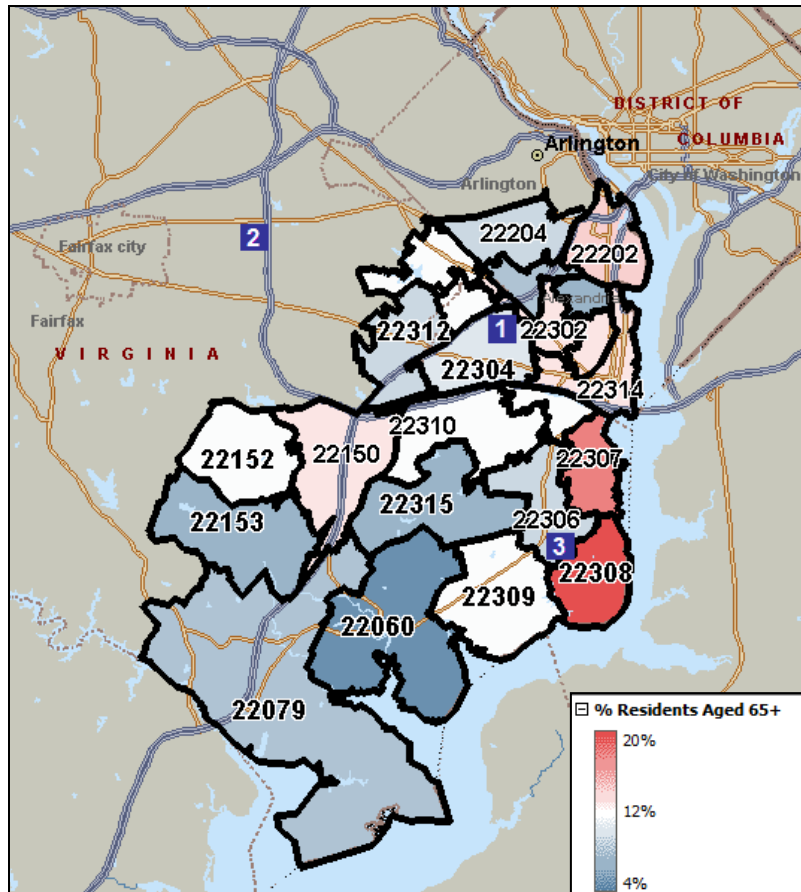 DISTRICT OF
COLUMBIA
Arlington
Arlington
City of Washington
22204
2
Fairfax city
22202
Alexandria
22312
1
22302
Fairfax
VIRGINIA
22304
22314
22310
22152
22150
22307
22315
22153
22306
3
22308
22309
22060
22079
% Residents Aged 65+
20%
12%
4%